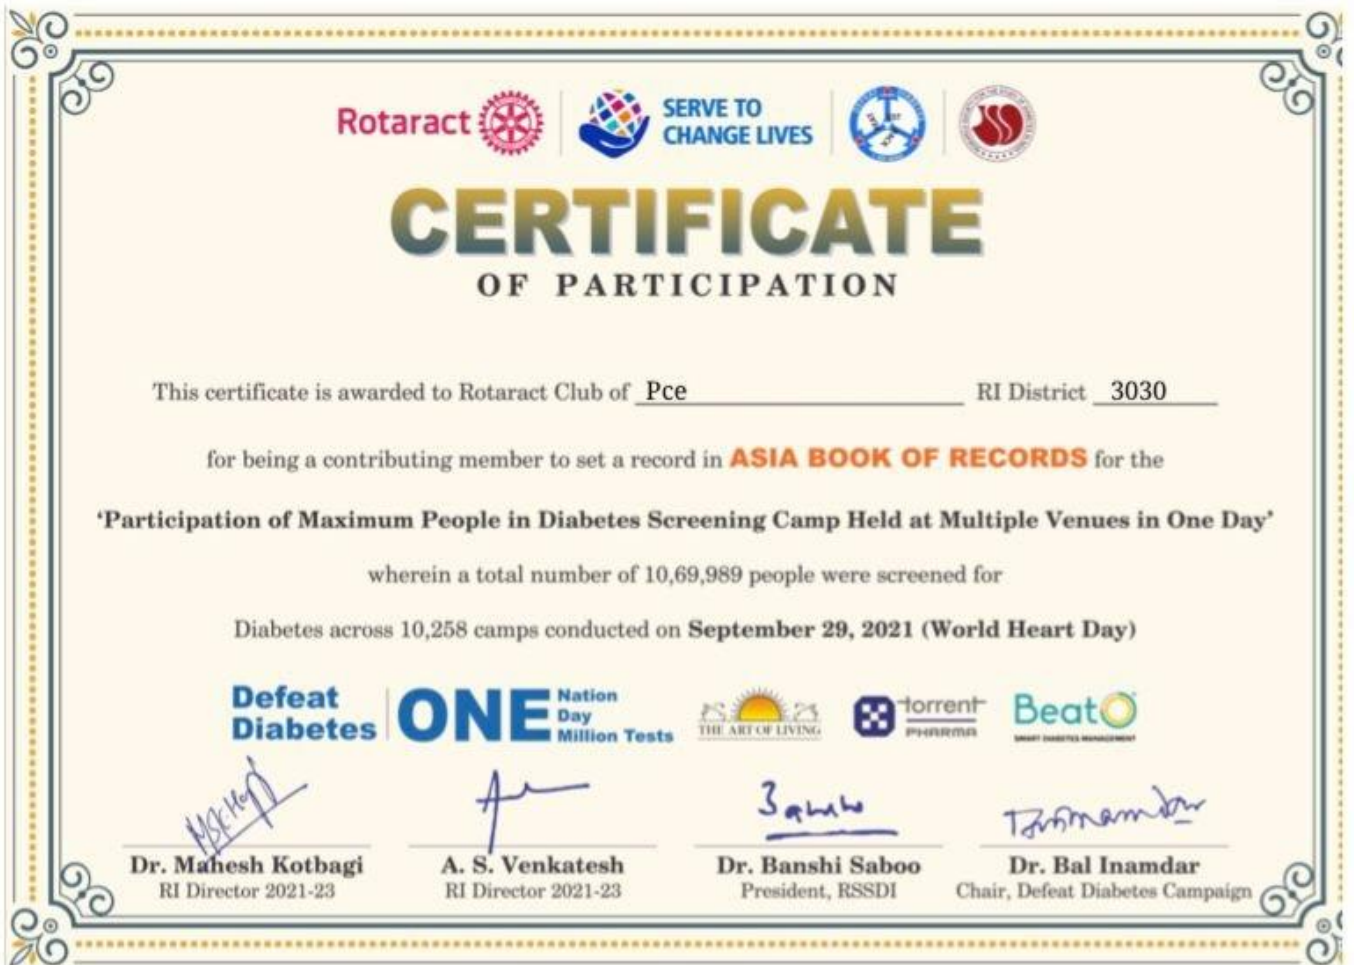 Rotaract
SERVE TO
CHANGE LIVES
CERTIFICATE
OF PARTICIPATION
This certificate is awarded to Rotaract Club of Pce RI District 3030
for being a contributing member to set a record in ASIA BOOK OF RECORDS for the
‘Participation of Maximum People in Diabetes Screening Camp Held at Multiple Venues in One Day’
wherein a total number of 10,69,989 people were screened for
Diabetes across 10,258 camps conducted on September 29, 2021 (World Heart Day)
Defeat
Diabetes
ONE
Nation
Day
Million Tests
THE ART OF LIVING
torrent
PHARMA
BeatO
SMART DIABETES MANAGEMENT
Dr. Mahesh Kotbagi
RI Director 2021-23
A. S. Venkatesh
RI Director 2021-23
Dr. Banshi Saboo
President, RSSDI
Dr. Bal Inamdar
Chair, Defeat Diabetes Campaign